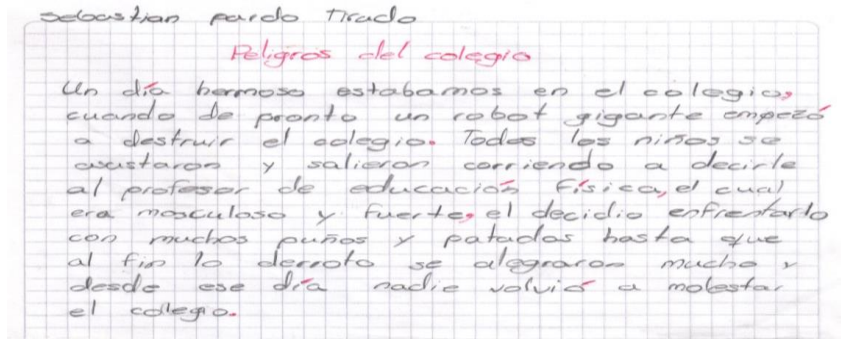 sebastian pardo Tirado
Peligros del colegio
Un día hermoso estabamos en el colegio,
cuando de pronto un robot gigante empezó
a destruir el colegio. Todos los niños se
asustaron y salieron corriendo a decirle
al profesor de educación física, el cual
era mosculoso y fuerte, el decidio enfrentarlo
con muchos puños y patadas hasta que
al fin lo derroto se alegraron mucho y
desde ese día nadie volvió a molestar
el colegio.